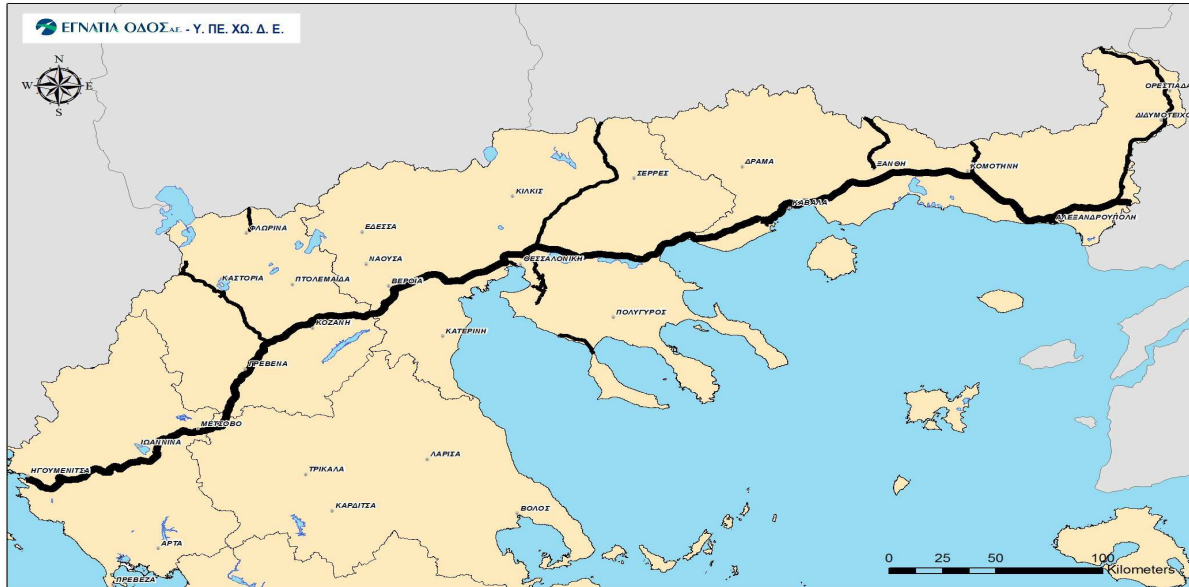 ΕΓΝΑΤΙΑ ΟΔΟΣ Α.Ε. - Υ. ΠΕ. ΧΩ. Δ. Ε.
N
W E
S
ΟΡΕΣΤΙΑΔΑ
ΔΙΔΥΜΟΤΕΙΧΟ
ΔΡΑΜΑ
ΞΑΝΘΗ
ΚΟΜΟΤΗΝΗ
ΣΕΡΡΕΣ
ΚΙΛΚΙΣ
ΚΑΒΑΛΑ
ΑΛΕΞΑΝΔΡΟΥΠΟΛΗ
ΦΛΩΡΙΝΑ
ΕΔΕΣΣΑ
ΝΑΟΥΣΑ
ΘΕΣΣΑΛΟΝΙΚΗ
ΚΑΣΤΟΡΙΑ
ΠΤΟΛΕΜΑΪΔΑ
ΒΕΡΟΙΑ
ΠΟΛΥΓΥΡΟΣ
ΚΟΖΑΝΗ
ΚΑΤΕΡΙΝΗ
ΓΡΕΒΕΝΑ
ΜΕΤΣΟΒΟ
ΙΩΑΝΝΙΝΑ
ΗΓΟΥΜΕΝΙΤΣΑ
ΛΑΡΙΣΑ
ΤΡΙΚΑΛΑ
ΚΑΡΔΙΤΣΑ
ΒΟΛΟΣ
ΑΡΤΑ
ΠΡΕΒΕΖΑ
0 25 50 100
Kilometers